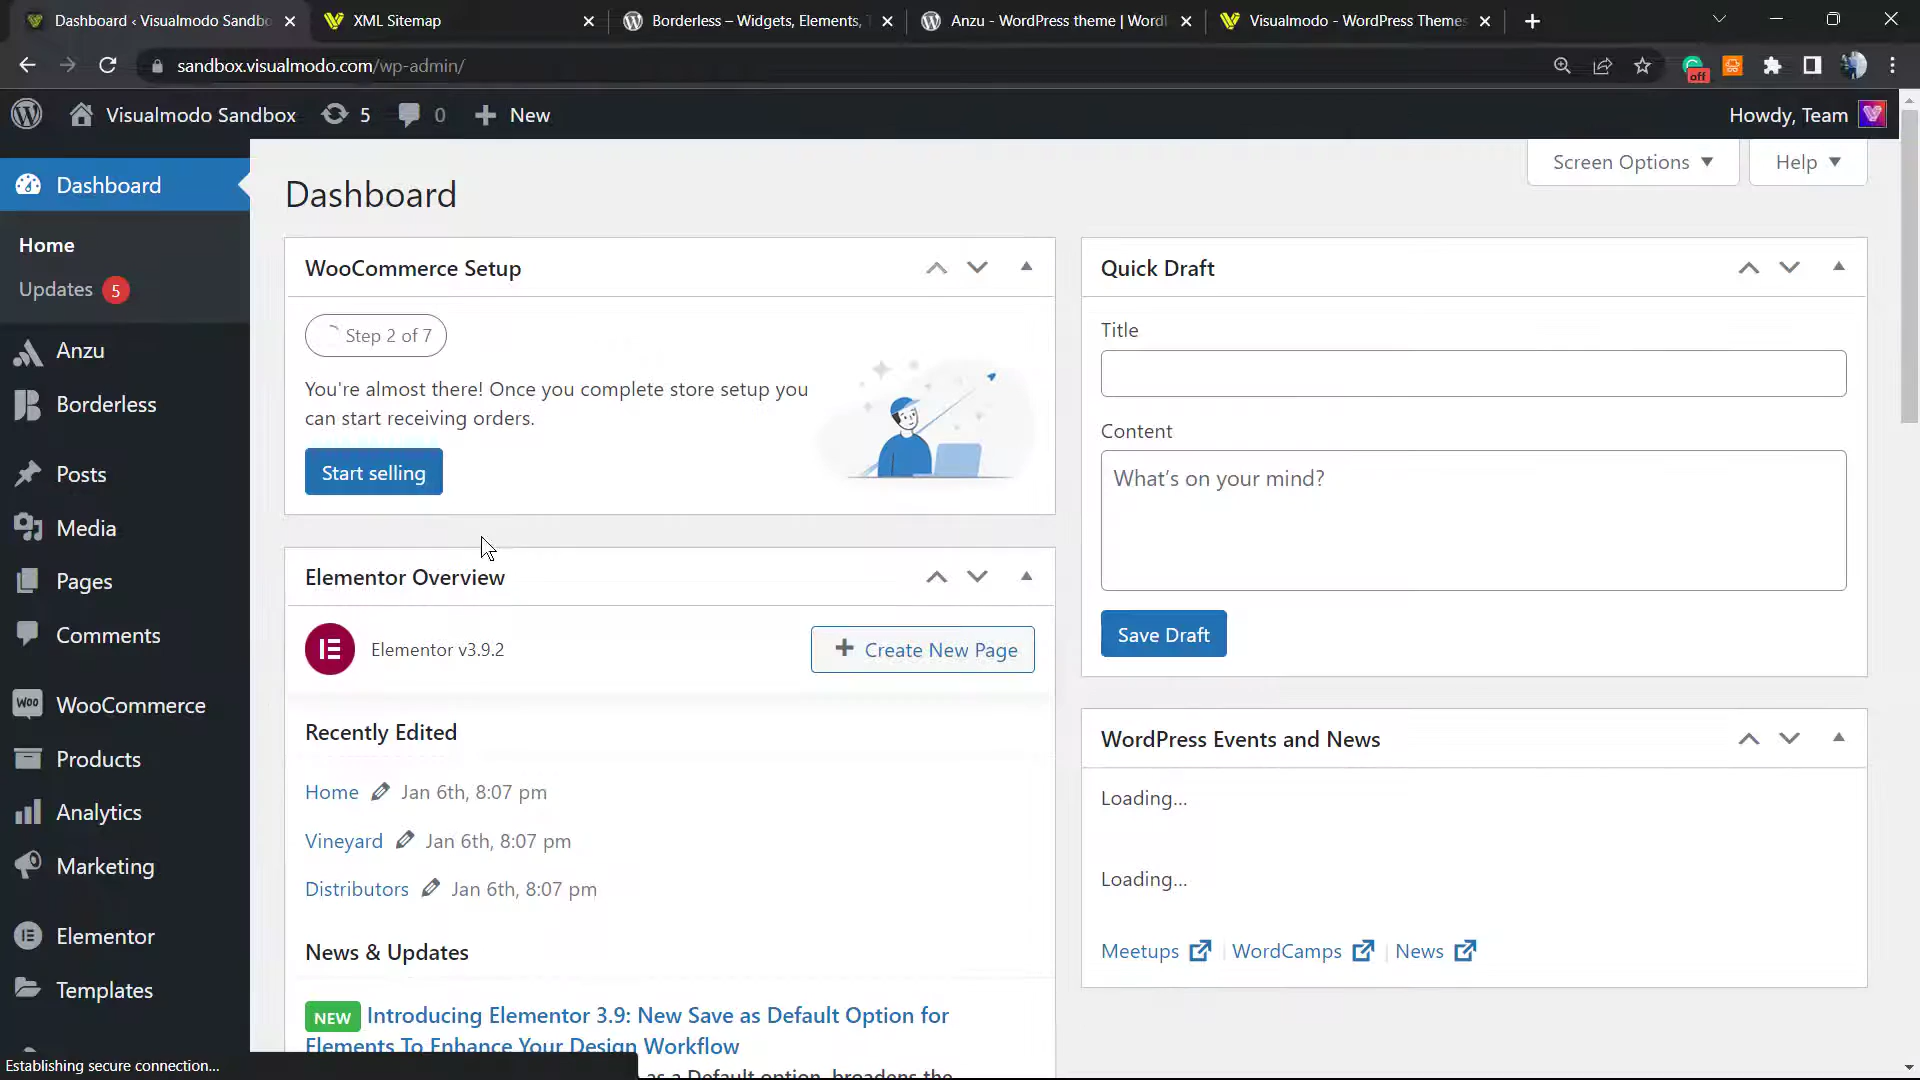 Dashboard ‹ Visualmodo Sandbo
XML Sitemap
Borderless – Widgets, Elements,
Anzu - WordPress theme | Word
Visualmodo - WordPress Themes
sandbox.visualmodo.com/wp-admin/
off
Visualmodo Sandbox
5
0
New
Howdy, Team
Screen Options
Help
Dashboard
Home
Updates 5
Anzu
Borderless
Posts
Media
Pages
Comments
WooCommerce
Products
Analytics
Marketing
Elementor
Templates
Dashboard
WooCommerce Setup
Step 2 of 7
You're almost there! Once you complete store setup you
can start receiving orders.
Start selling
Elementor Overview
Elementor v3.9.2
Create New Page
Recently Edited
Home Jan 6th, 8:07 pm
Vineyard Jan 6th, 8:07 pm
Distributors Jan 6th, 8:07 pm
News & Updates
NEW Introducing Elementor 3.9: New Save as Default Option for
Elements To Enhance Your Design Workflow
as a Default option, broadens the
Quick Draft
Title
Content
What's on your mind?
Save Draft
WordPress Events and News
Loading...
Loading...
Meetups | WordCamps | News
Establishing secure connection...